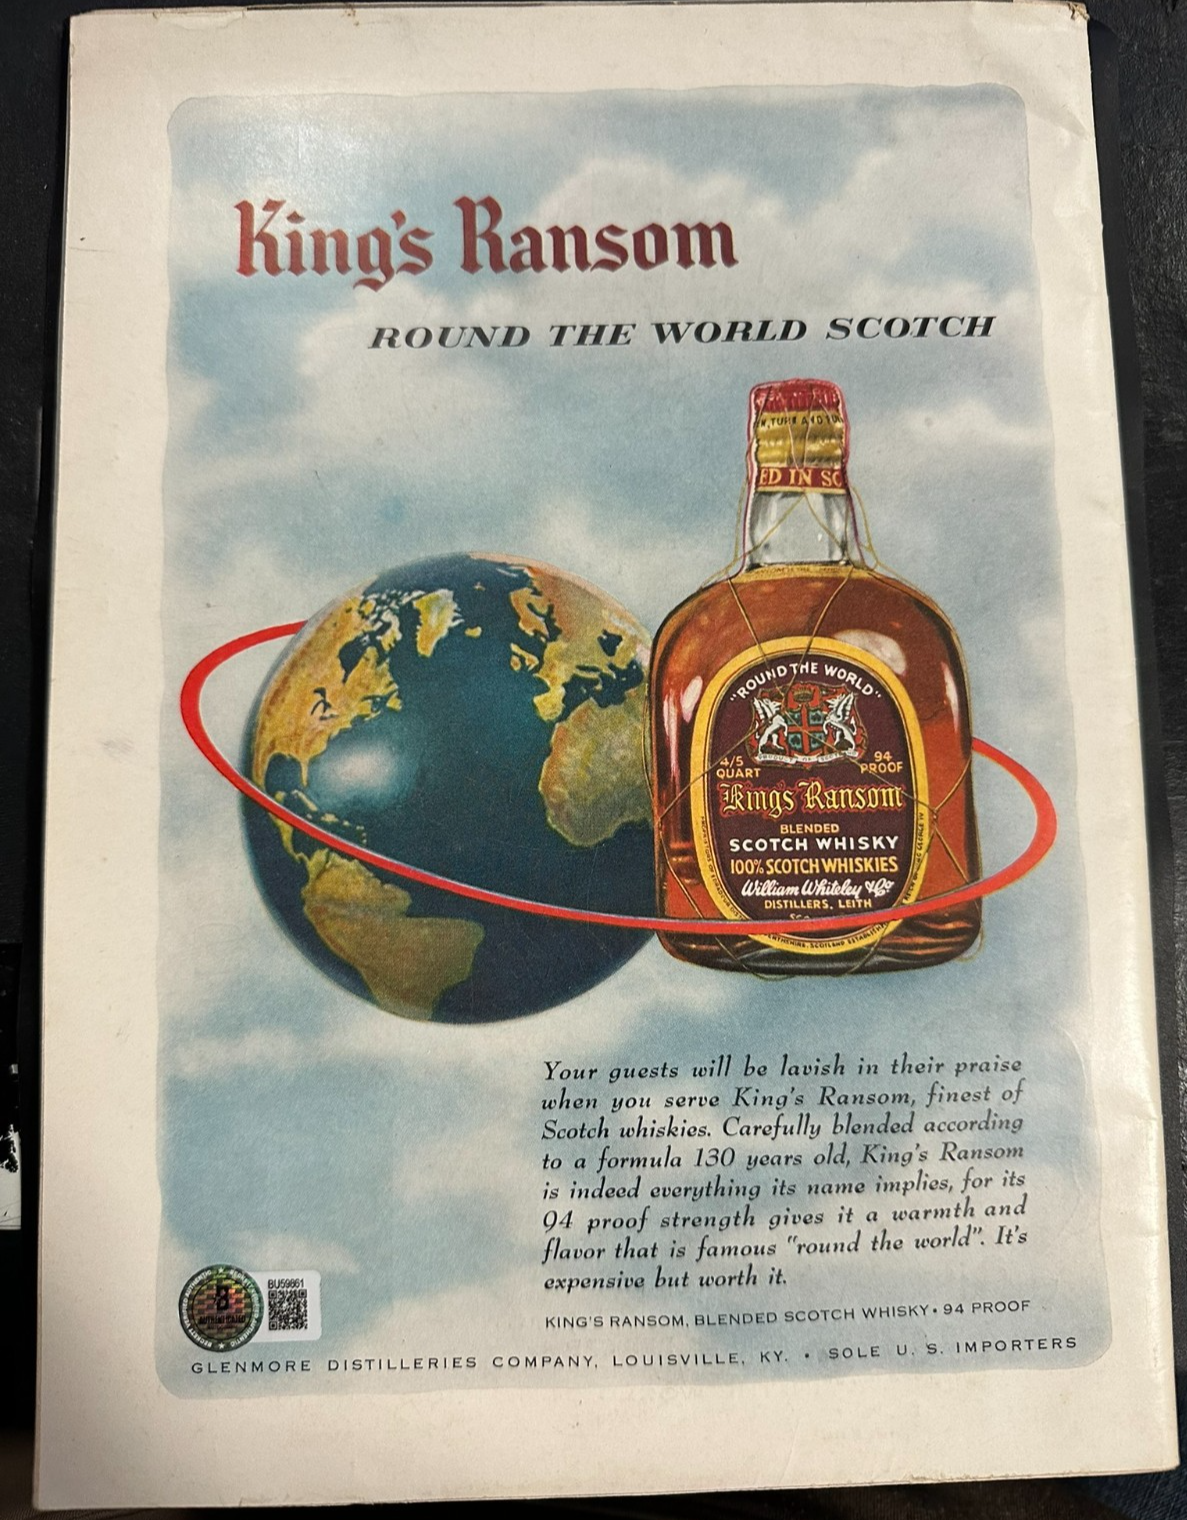 King's Ransom
ROUND THE WORLD SCOTCH
ED IN SC
"ROUND THE WORLD"
4/5 QUART
94 PROOF
King's Ransom
BLENDED
SCOTCH WHISKY
100% SCOTCH WHISKIES
William Whiteley & Co
DISTILLERS, LEITH
Your guests will be lavish in their praise
when you serve King's Ransom, finest of
Scotch whiskies. Carefully blended according
to a formula 130 years old, King's Ransom
is indeed everything its name implies, for its
94 proof strength gives it a warmth and
flavor that is famous "round the world". It's
expensive but worth it.
KING'S RANSOM, BLENDED SCOTCH WHISKY • 94 PROOF
BU59861
GLENMORE DISTILLERIES COMPANY, LOUISVILLE, KY. • SOLE U. S. IMPORTERS